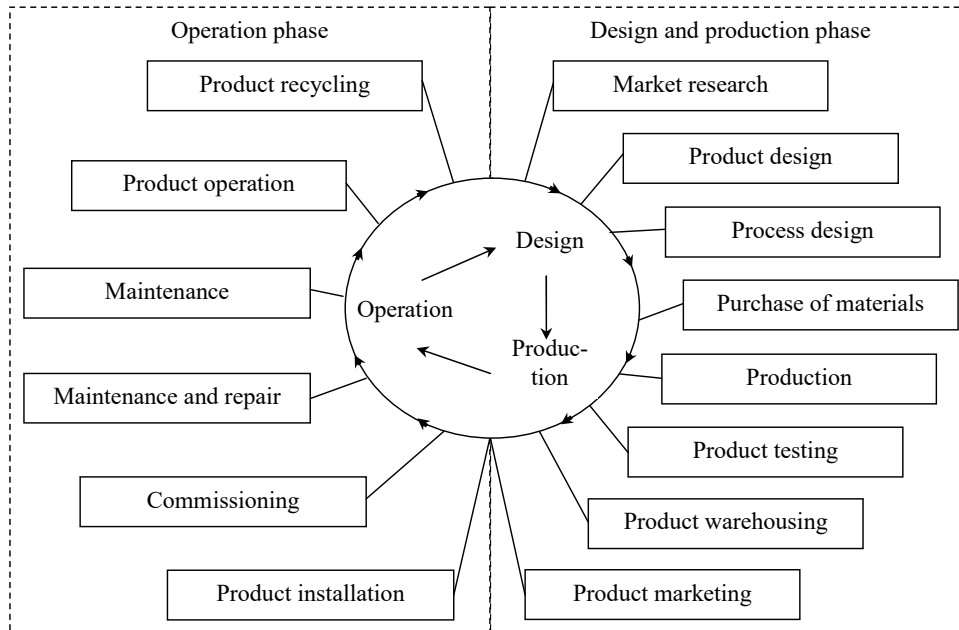 Operation phase
Design and production phase
Product recycling
Market research
Product operation
Product design
Process design
Maintenance
Purchase of materials
Maintenance and repair
Production
Product testing
Commissioning
Product warehousing
Product installation
Product marketing
Design
Operation
Produc-
tion